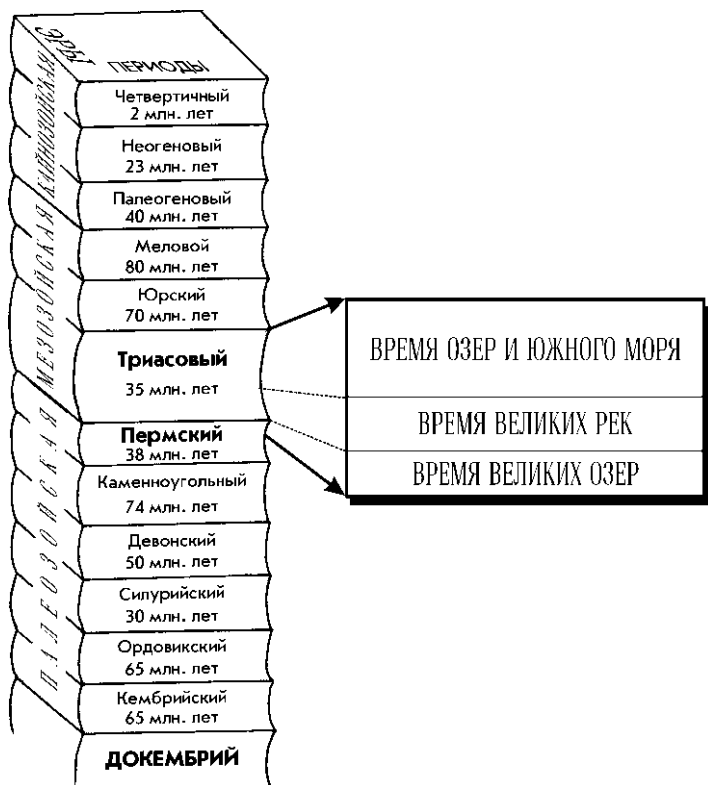 ЭРЫ
ПЕРИОДЫ
КАЙНОЗОЙСКАЯ
Четвертичный
2 млн. лет
Неогеновый
23 млн. лет
Палеогеновый
40 млн. лет
МЕЗОЗОЙСКАЯ
Меловой
80 млн. лет
Юрский
70 млн. лет
Триасовый
35 млн. лет
ПАЛЕОЗОЙСКАЯ
Пермский
38 млн. лет
Каменноугольный
74 млн. лет
Девонский
50 млн. лет
Силурийский
30 млн. лет
Ордовикский
65 млн. лет
Кембрийский
65 млн. лет
ДОКЕМБРИЙ
ВРЕМЯ ОЗЕР И ЮЖНОГО МОРЯ
ВРЕМЯ ВЕЛИКИХ РЕК
ВРЕМЯ ВЕЛИКИХ ОЗЕР